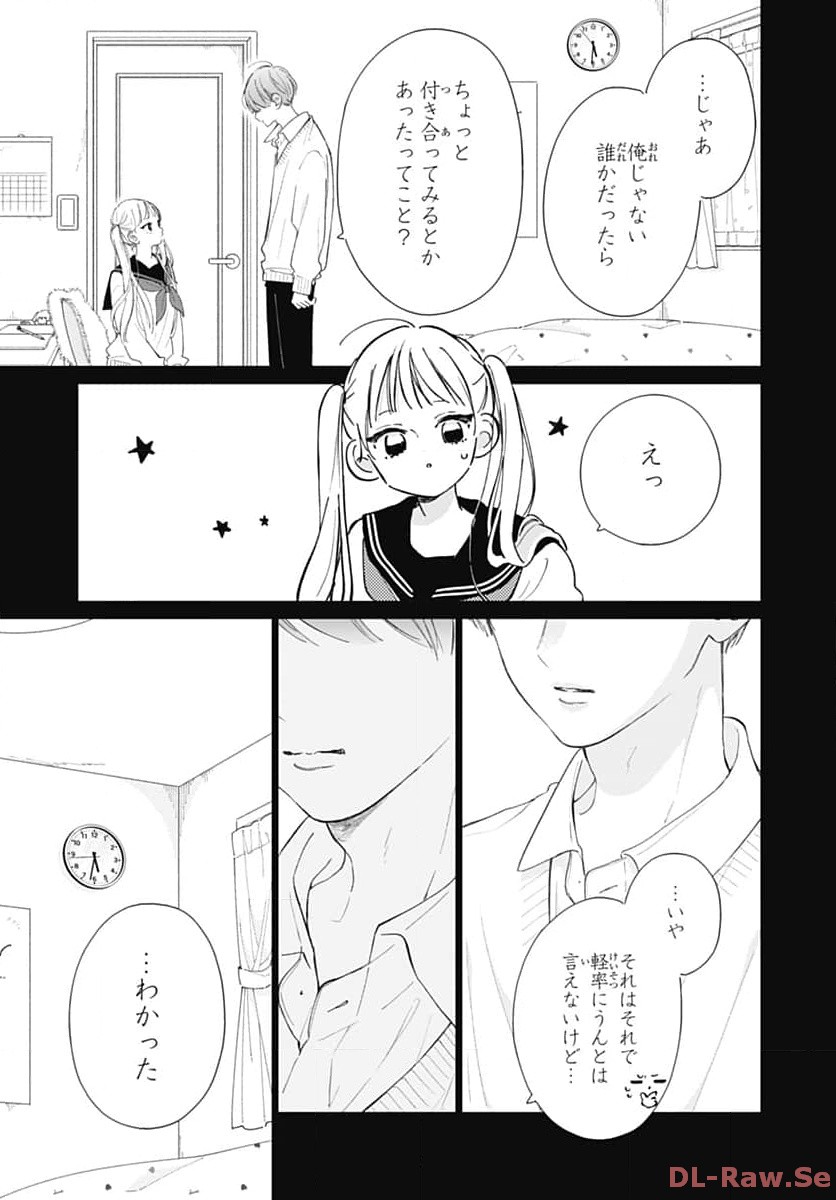 …じゃあ
俺じゃない
誰かだったら
ちょっと
付き合ってみるとか
あったってこと？
えっ
…いや
それはそれで
軽率にうんとは
言えないけど…
…わかった
DL-Raw.Se